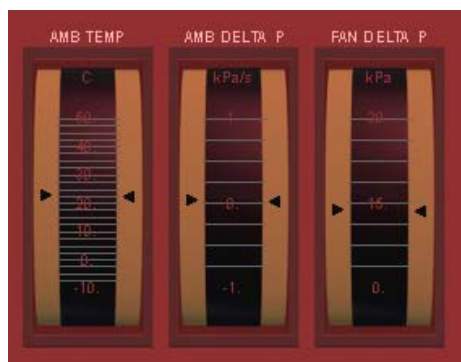 AMB TEMP
C
50.
40.
30.
20.
10.
0.
-10.
AMB DELTA P
kPa/s
1.
0.
-1.
FAN DELTA P
kPa
30.
15.
0.